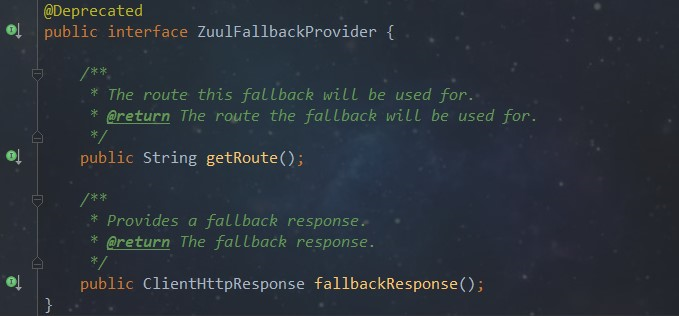 @Deprecated
public interface ZuulFallbackProvider {
/**
* The route this fallback will be used for.
* @return The route the fallback will be used for.
*/
public String getRoute();
/**
* Provides a fallback response.
* @return The fallback response.
*/
public ClientHttpResponse fallbackResponse();
}